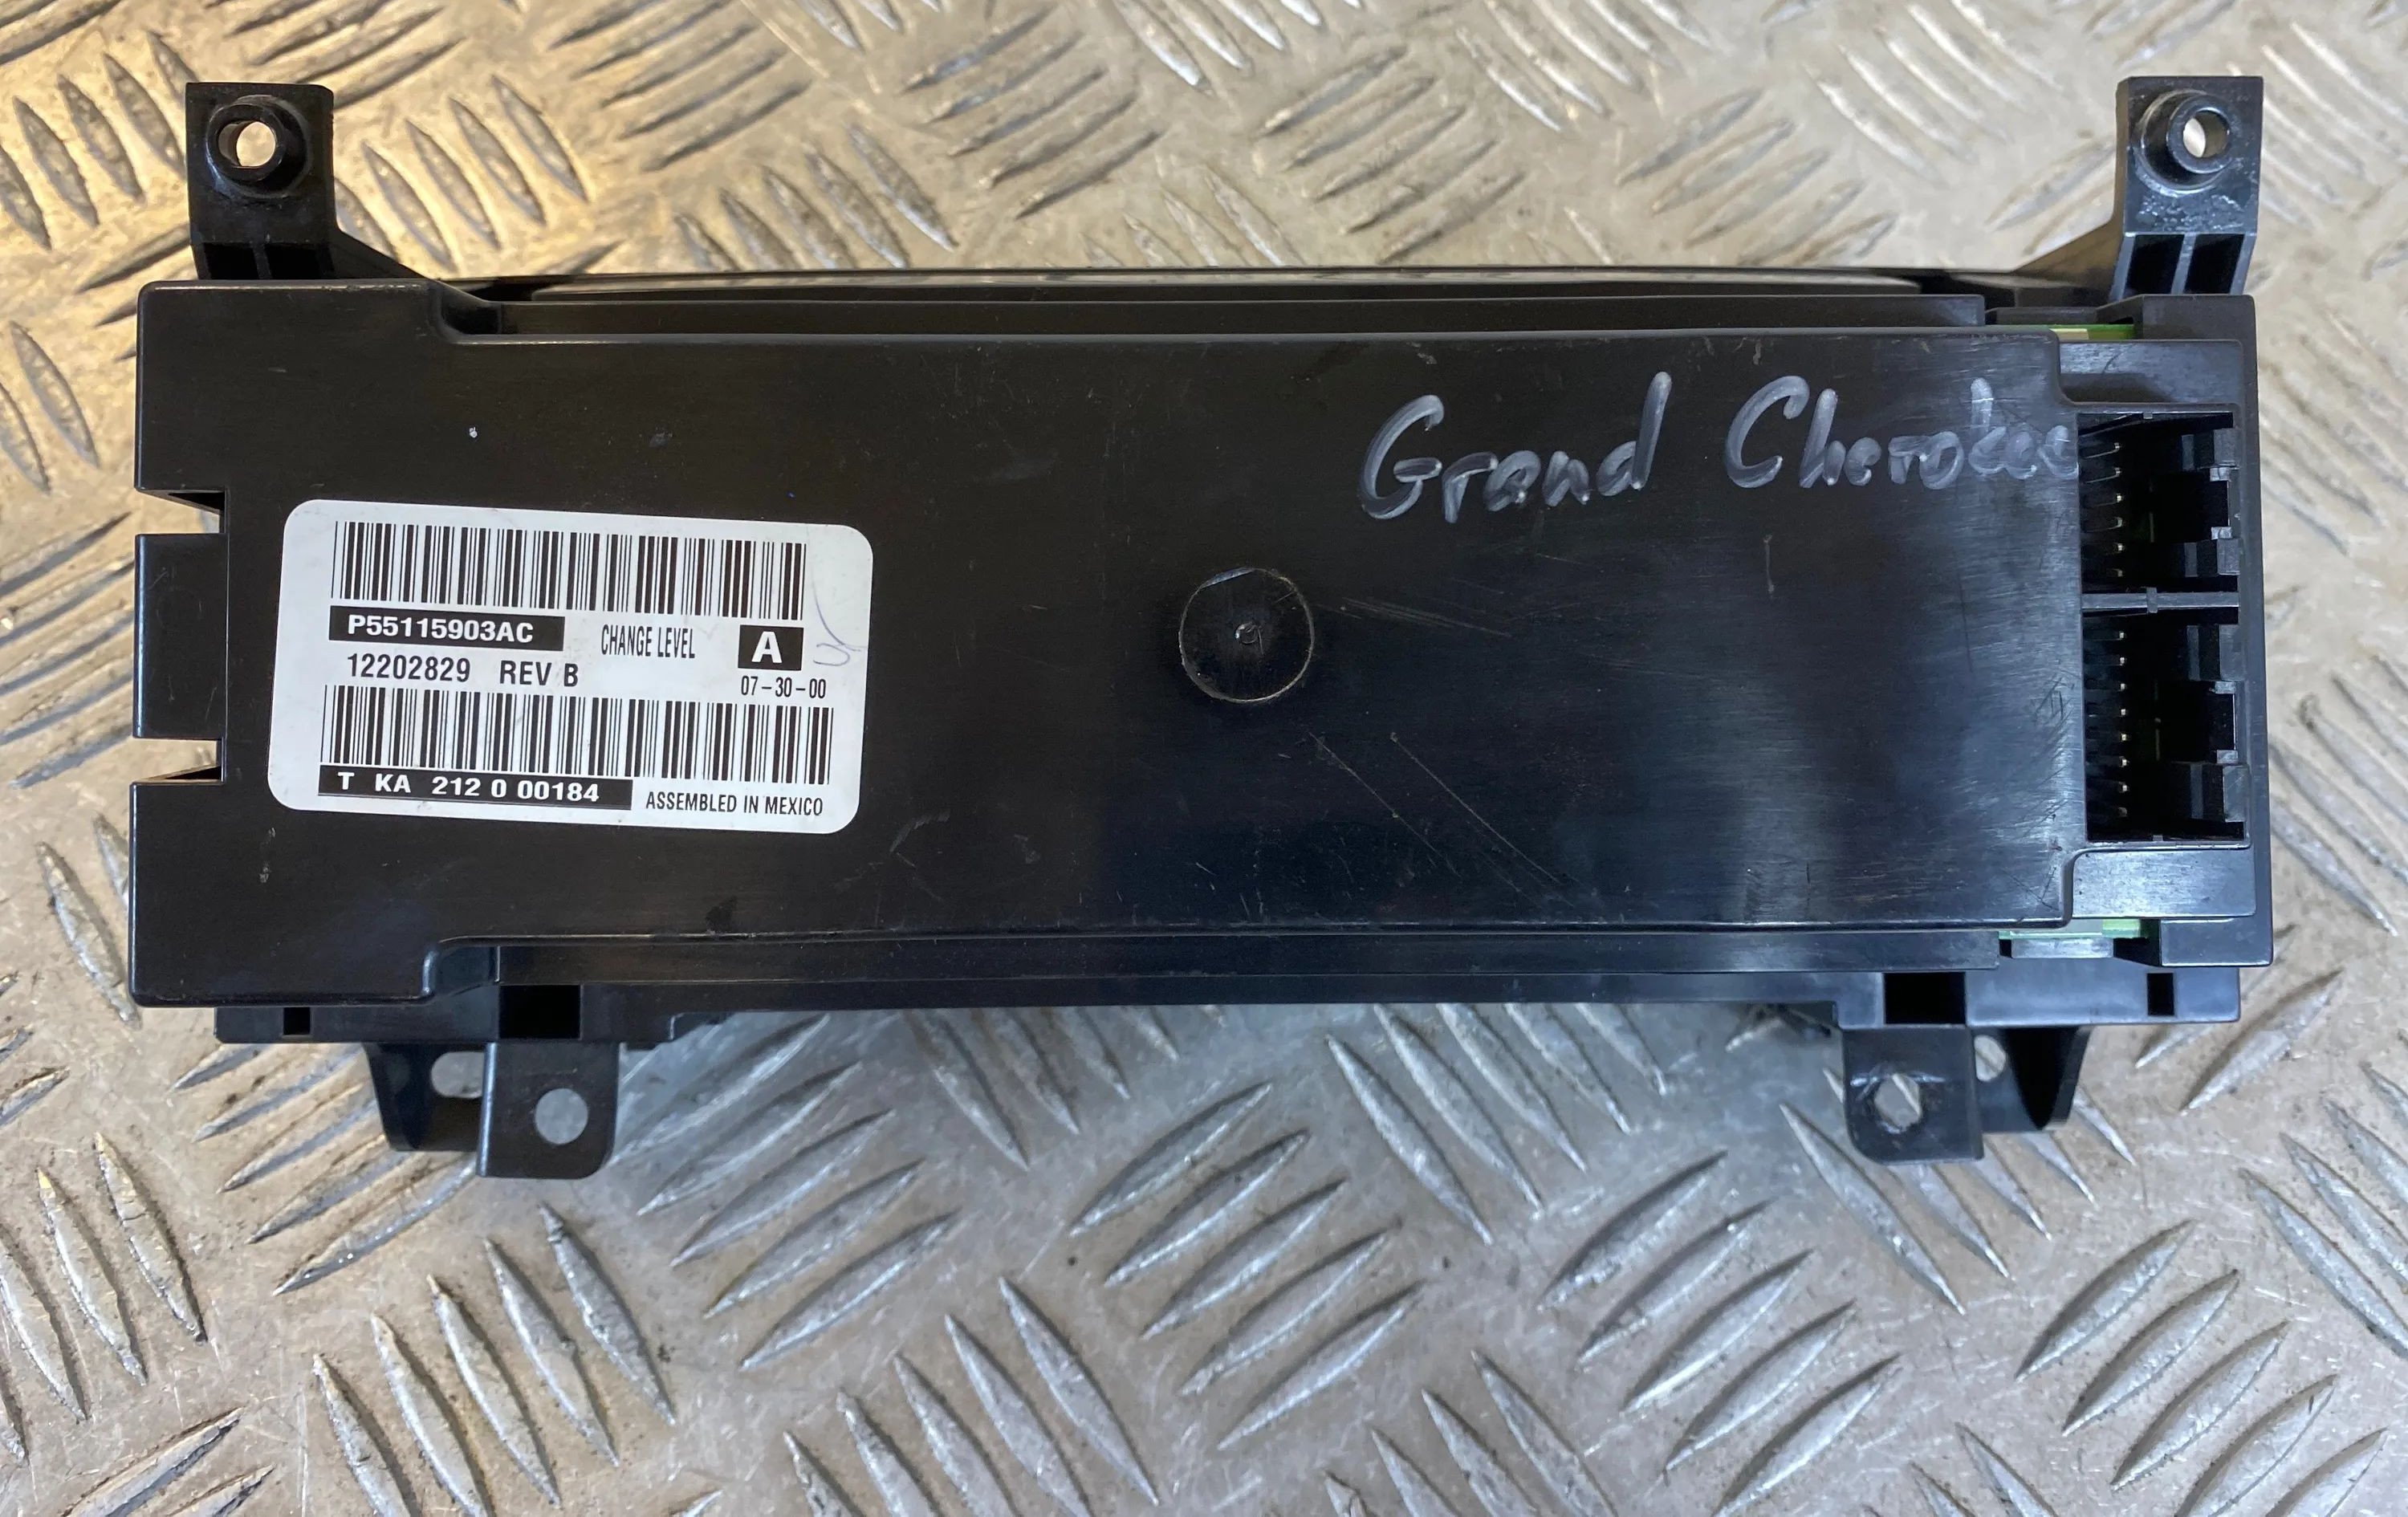 Grand Cherokee
P55115903AC CHANGE LEVEL A
12202829 REV B 07-30-00
T KA 212 0 00184 ASSEMBLED IN MEXICO